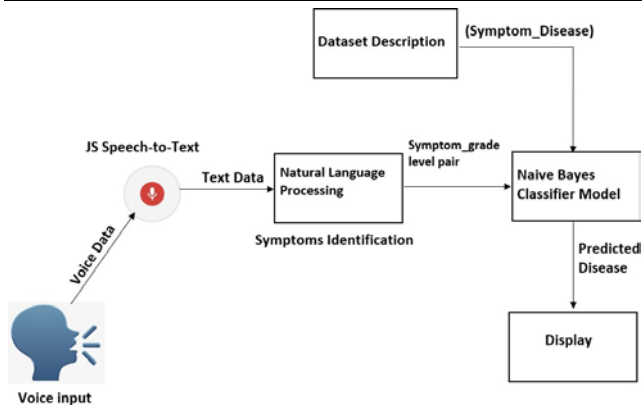 Dataset Description
(Symptom_Disease)
JS Speech-to-Text
Text Data
Natural Language
Processing
Symptoms Identification
Symptom_grade
level pair
Naive Bayes
Classifier Model
Voice Data
Predicted
Disease
Display
Voice input